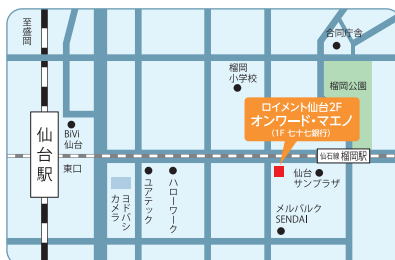 至盛岡
合同庁舎
榴岡
小学校
榴岡公園
ロイメント仙台2F
オンワード・マエノ
(1F 七十七銀行)
仙台駅
BiVi
仙台
東口
仙石線 榴岡駅
ヨドバシ
カメラ
ユアテック
ハローワーク
仙台
サンプラザ
メルパルク
SENDAI